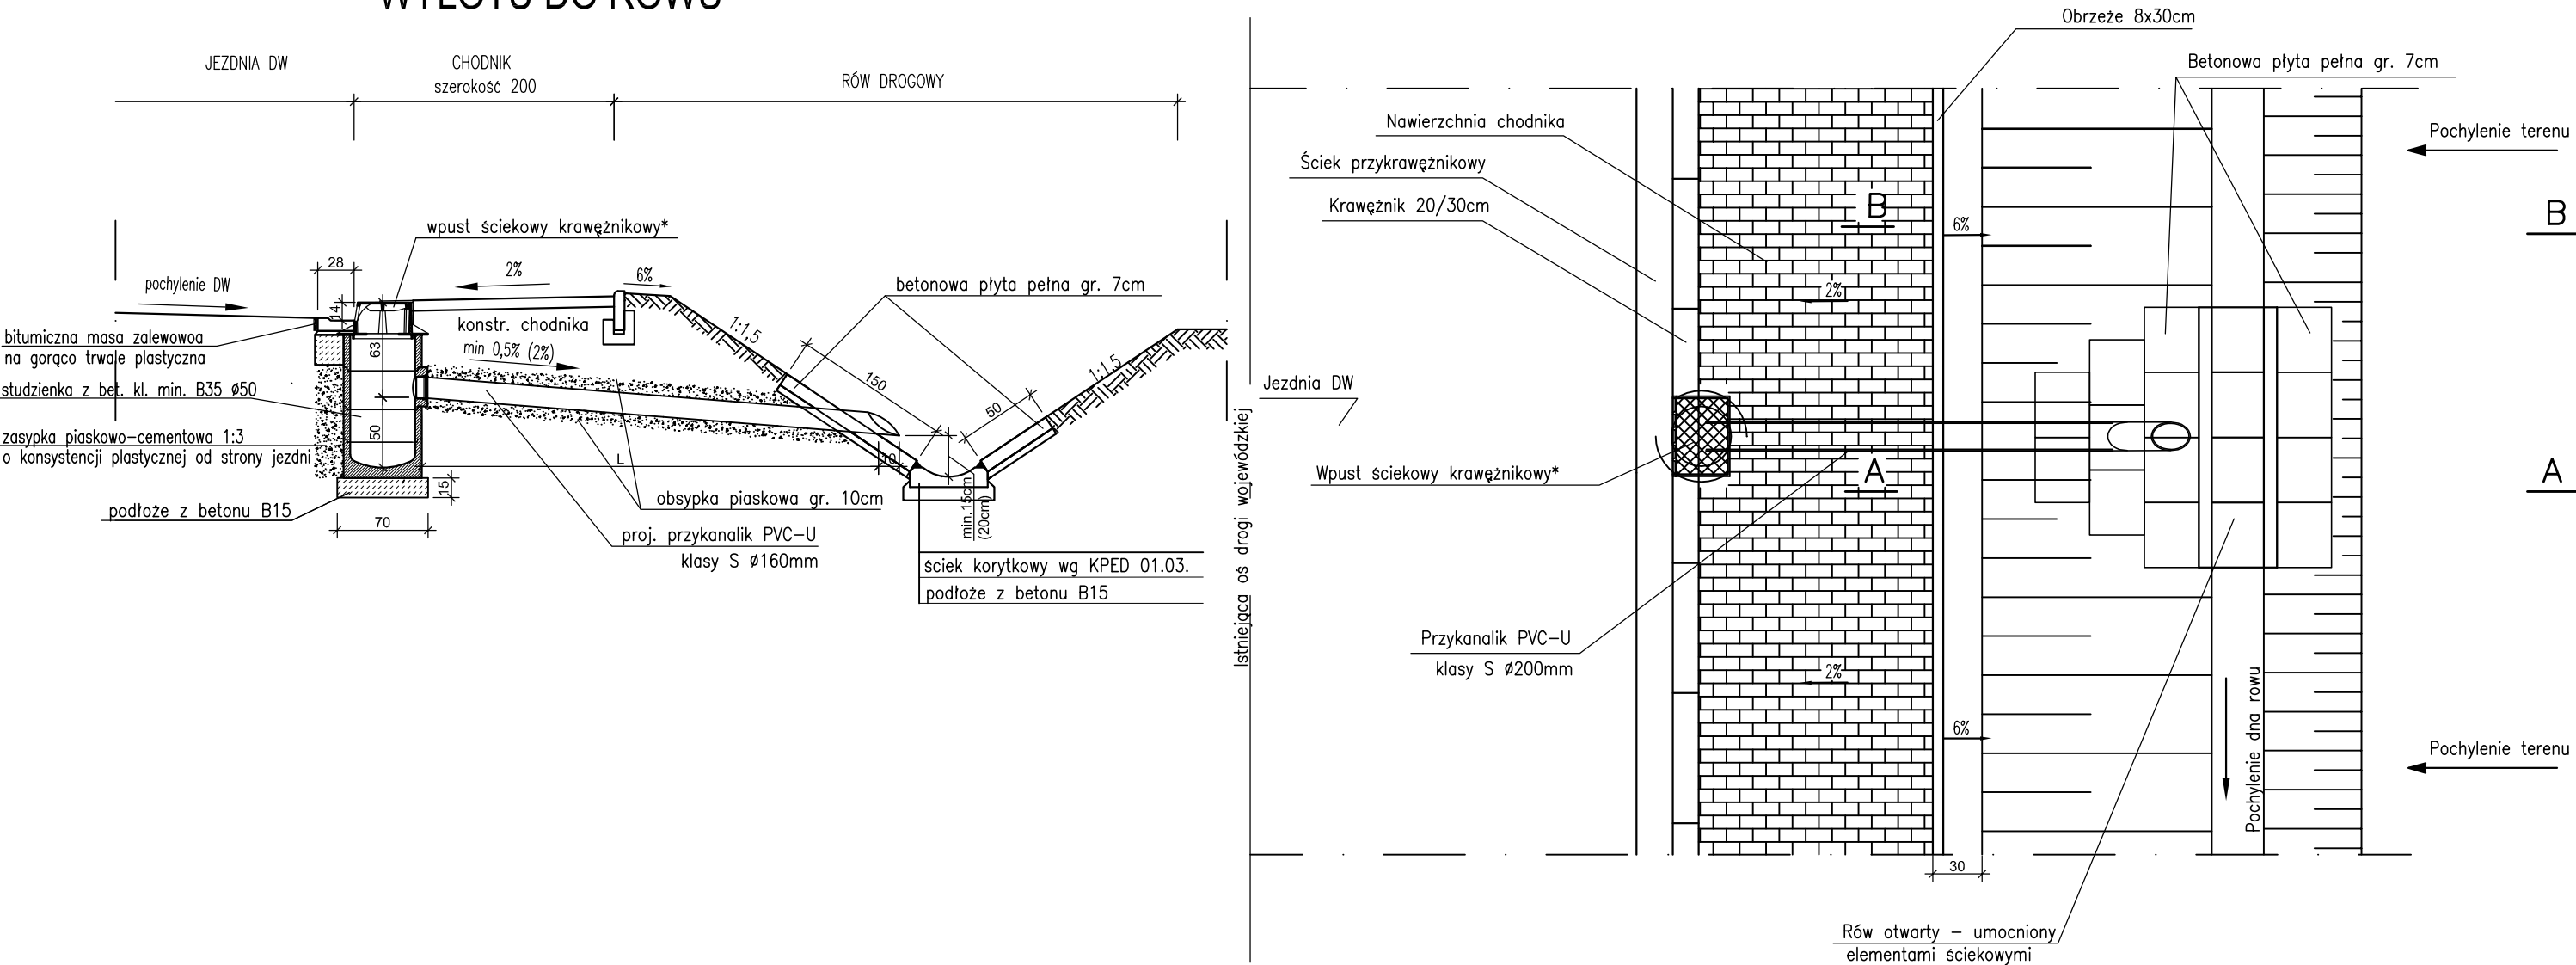 WYLOTU DO ROWU
JEZDNIA DW
CHODNIK
szerokość 200
RÓW DROGOWY
wpust ściekowy krawężnikowy*
28
pochylenie DW
14
2%
6%
betonowa płyta pełna gr. 7cm
bitumiczna masa zalewowoa
na gorąco trwale plastyczna
konstr. chodnika
min 0,5% (2%)
63
1:1,5
150
1:1,5
50
studzienka z bet. kl. min. B35 ø50
zasypka piaskowo-cementowa 1:3
o konsystencji plastycznej od strony jezdni
50
L
10
15
obsypka piaskowa gr. 10cm
min.15cm
(20cm)
podłoże z betonu B15
70
proj. przykanalik PVC-U
klasy S ø160mm
ściek korytkowy wg KPED 01.03.
podłoże z betonu B15
Istniejąca oś drogi wojewódzkiej
Obrzeże 8x30cm
Betonowa płyta pełna gr. 7cm
Nawierzchnia chodnika
Pochylenie terenu
Ściek przykrawężnikowy
Krawężnik 20/30cm
B
6%
B
2%
Jezdnia DW
Wpust ściekowy krawężnikowy*
A
A
Przykanalik PVC-U
klasy S ø200mm
2%
6%
Pochylenie dna rowu
Pochylenie terenu
30
Rów otwarty - umocniony
elementami ściekowymi